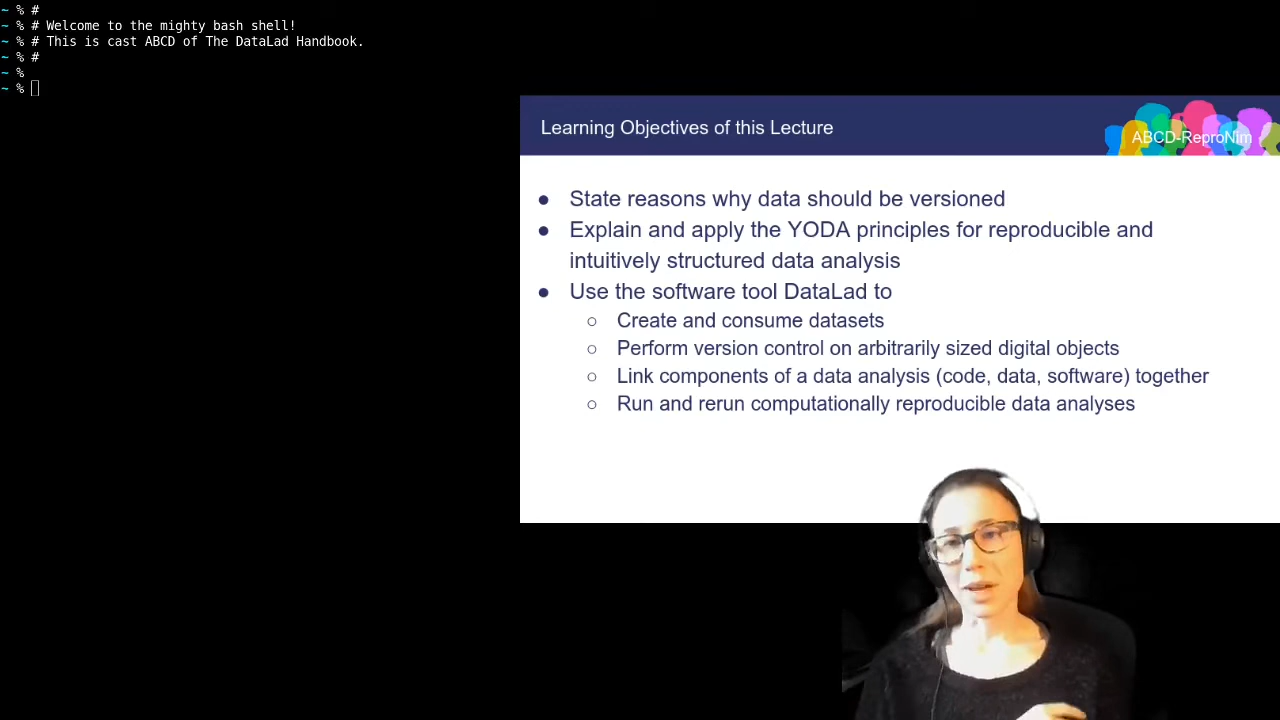 ~ % #
~ % # Welcome to the mighty bash shell!
~ % # This is cast ABCD of The DataLad Handbook.
~ % #
~ %
~ %
Learning Objectives of this Lecture
ABCD-ReproNim
● State reasons why data should be versioned
● Explain and apply the YODA principles for reproducible and
intuitively structured data analysis
● Use the software tool DataLad to
○ Create and consume datasets
○ Perform version control on arbitrarily sized digital objects
○ Link components of a data analysis (code, data, software) together
○ Run and rerun computationally reproducible data analyses